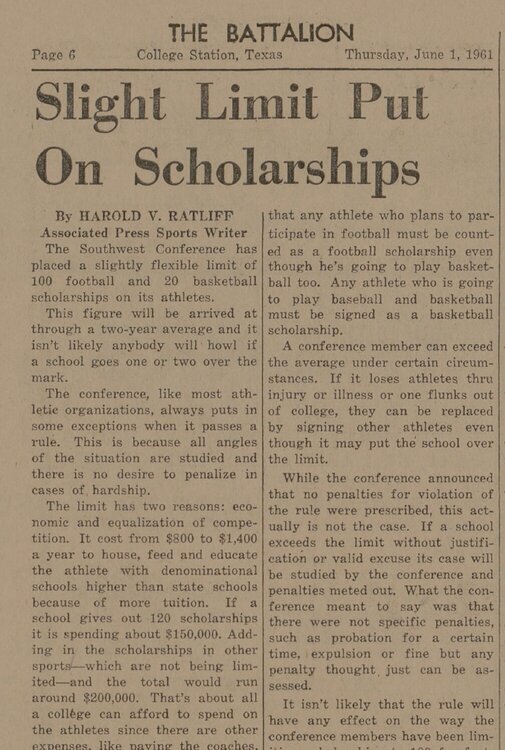 THE BATTALION
Page 6 College Station, Texas Thursday, June 1, 1961
Slight Limit Put
On Scholarships
By HAROLD V. RATLIFF
Associated Press Sports Writer
The Southwest Conference has
placed a slightly flexible limit of
100 football and 20 basketball
scholarships on its athletes.
This figure will be arrived at
through a two-year average and it
isn't likely anybody will howl if
a school goes one or two over the
mark.
The conference, like most ath-
letic organizations, always puts in
some exceptions when it passes a
rule. This is because all angles
of the situation are studied and
there is no desire to penalize in
cases of hardship.
The limit has two reasons: eco-
nomic and equalization of compe-
tition. It cost from $800 to $1,400
a year to house, feed and educate
the athlete with denominational
schools higher than state schools
because of more tuition. If a
school gives out 120 scholarships
it is spending about $150,000. Add-
ing in the scholarships in other
sports—which are not being lim-
ited—and the total would run
around $200,000. That's about all
a college can afford to spend on
the athletes since there are other
expenses, like paying the coaches,
that any athlete who plans to par-
ticipate in football must be count-
ed as a football scholarship even
though he's going to play basket-
ball too. Any athlete who is going
to play baseball and basketball
must be signed as a basketball
scholarship.
A conference member can exceed
the average under certain circum-
stances. If it loses athletes thru
injury or illness or one flunks out
of college, they can be replaced
by signing other athletes even
though it may put the school over
the limit.
While the conference announced
that no penalties for violation of
the rule were prescribed, this act-
ually is not the case. If a school
exceeds the limit without justifi-
cation or valid excuse its case will
be studied by the conference and
penalties meted out. What the con-
ference meant to say was that
there were not specific penalties,
such as probation for a certain
time, expulsion or fine but any
penalty thought just can be as-
sessed.
It isn't likely that the rule will
have any effect on the way the
conference members have been lim-